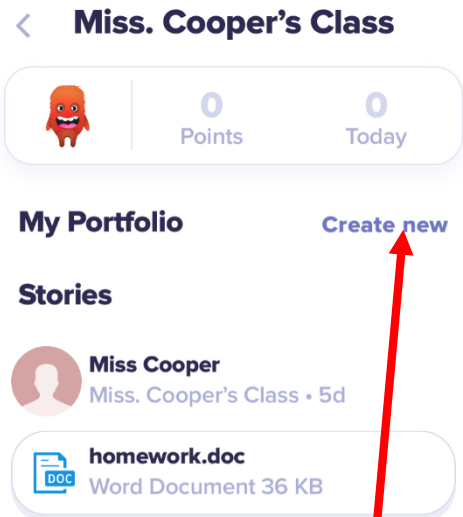 Miss. Cooper's Class
0 0
Points Today
My Portfolio Create new
Stories
Miss Cooper
Miss. Cooper's Class • 5d
homework.doc
DOC
Word Document 36 KB